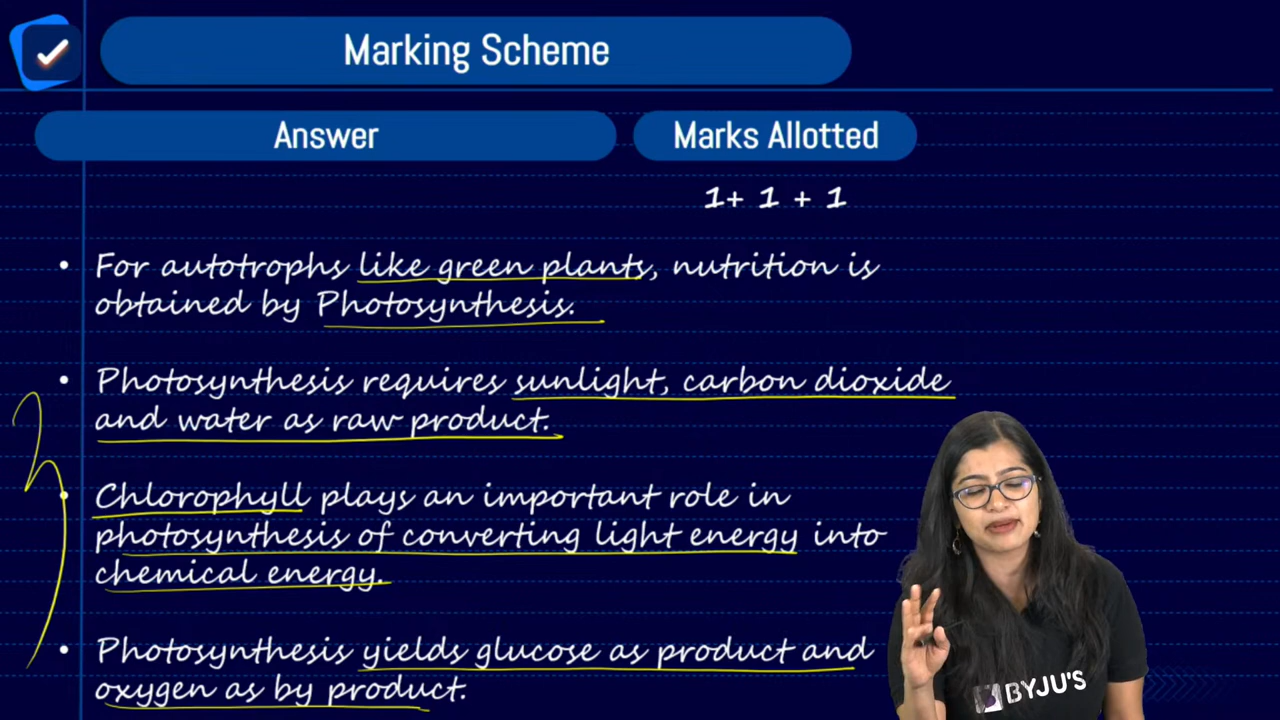 Marking Scheme
Answer
Marks Allotted
1+ 1 + 1
• For autotrophs like green plants, nutrition is
obtained by Photosynthesis.
• Photosynthesis requires sunlight, carbon dioxide
and water as raw product.
• Chlorophyll plays an important role in
photosynthesis of converting light energy into
chemical energy.
• Photosynthesis yields glucose as product and
oxygen as by product.
3
BYJU'S